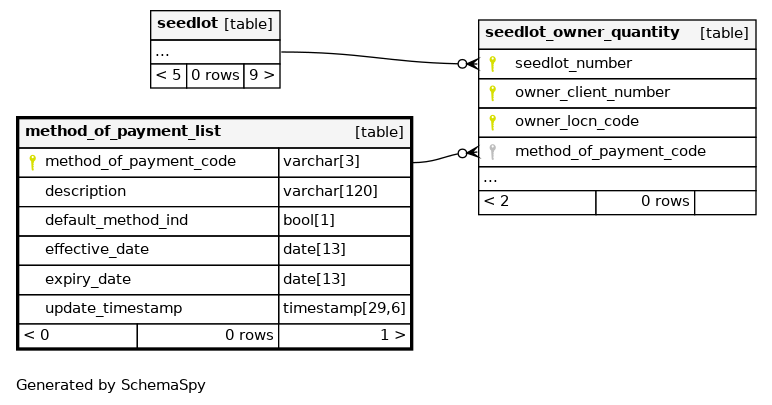 seedlot [table]
...
< 5 0 rows 9 >
seedlot_owner_quantity [table]
seedlot_number
owner_client_number
owner_locn_code
method_of_payment_code
...
< 2 0 rows
method_of_payment_list [table]
method_of_payment_code varchar[3]
description varchar[120]
default_method_ind bool[1]
effective_date date[13]
expiry_date date[13]
update_timestamp timestamp[29,6]
< 0 0 rows 1 >
Generated by SchemaSpy